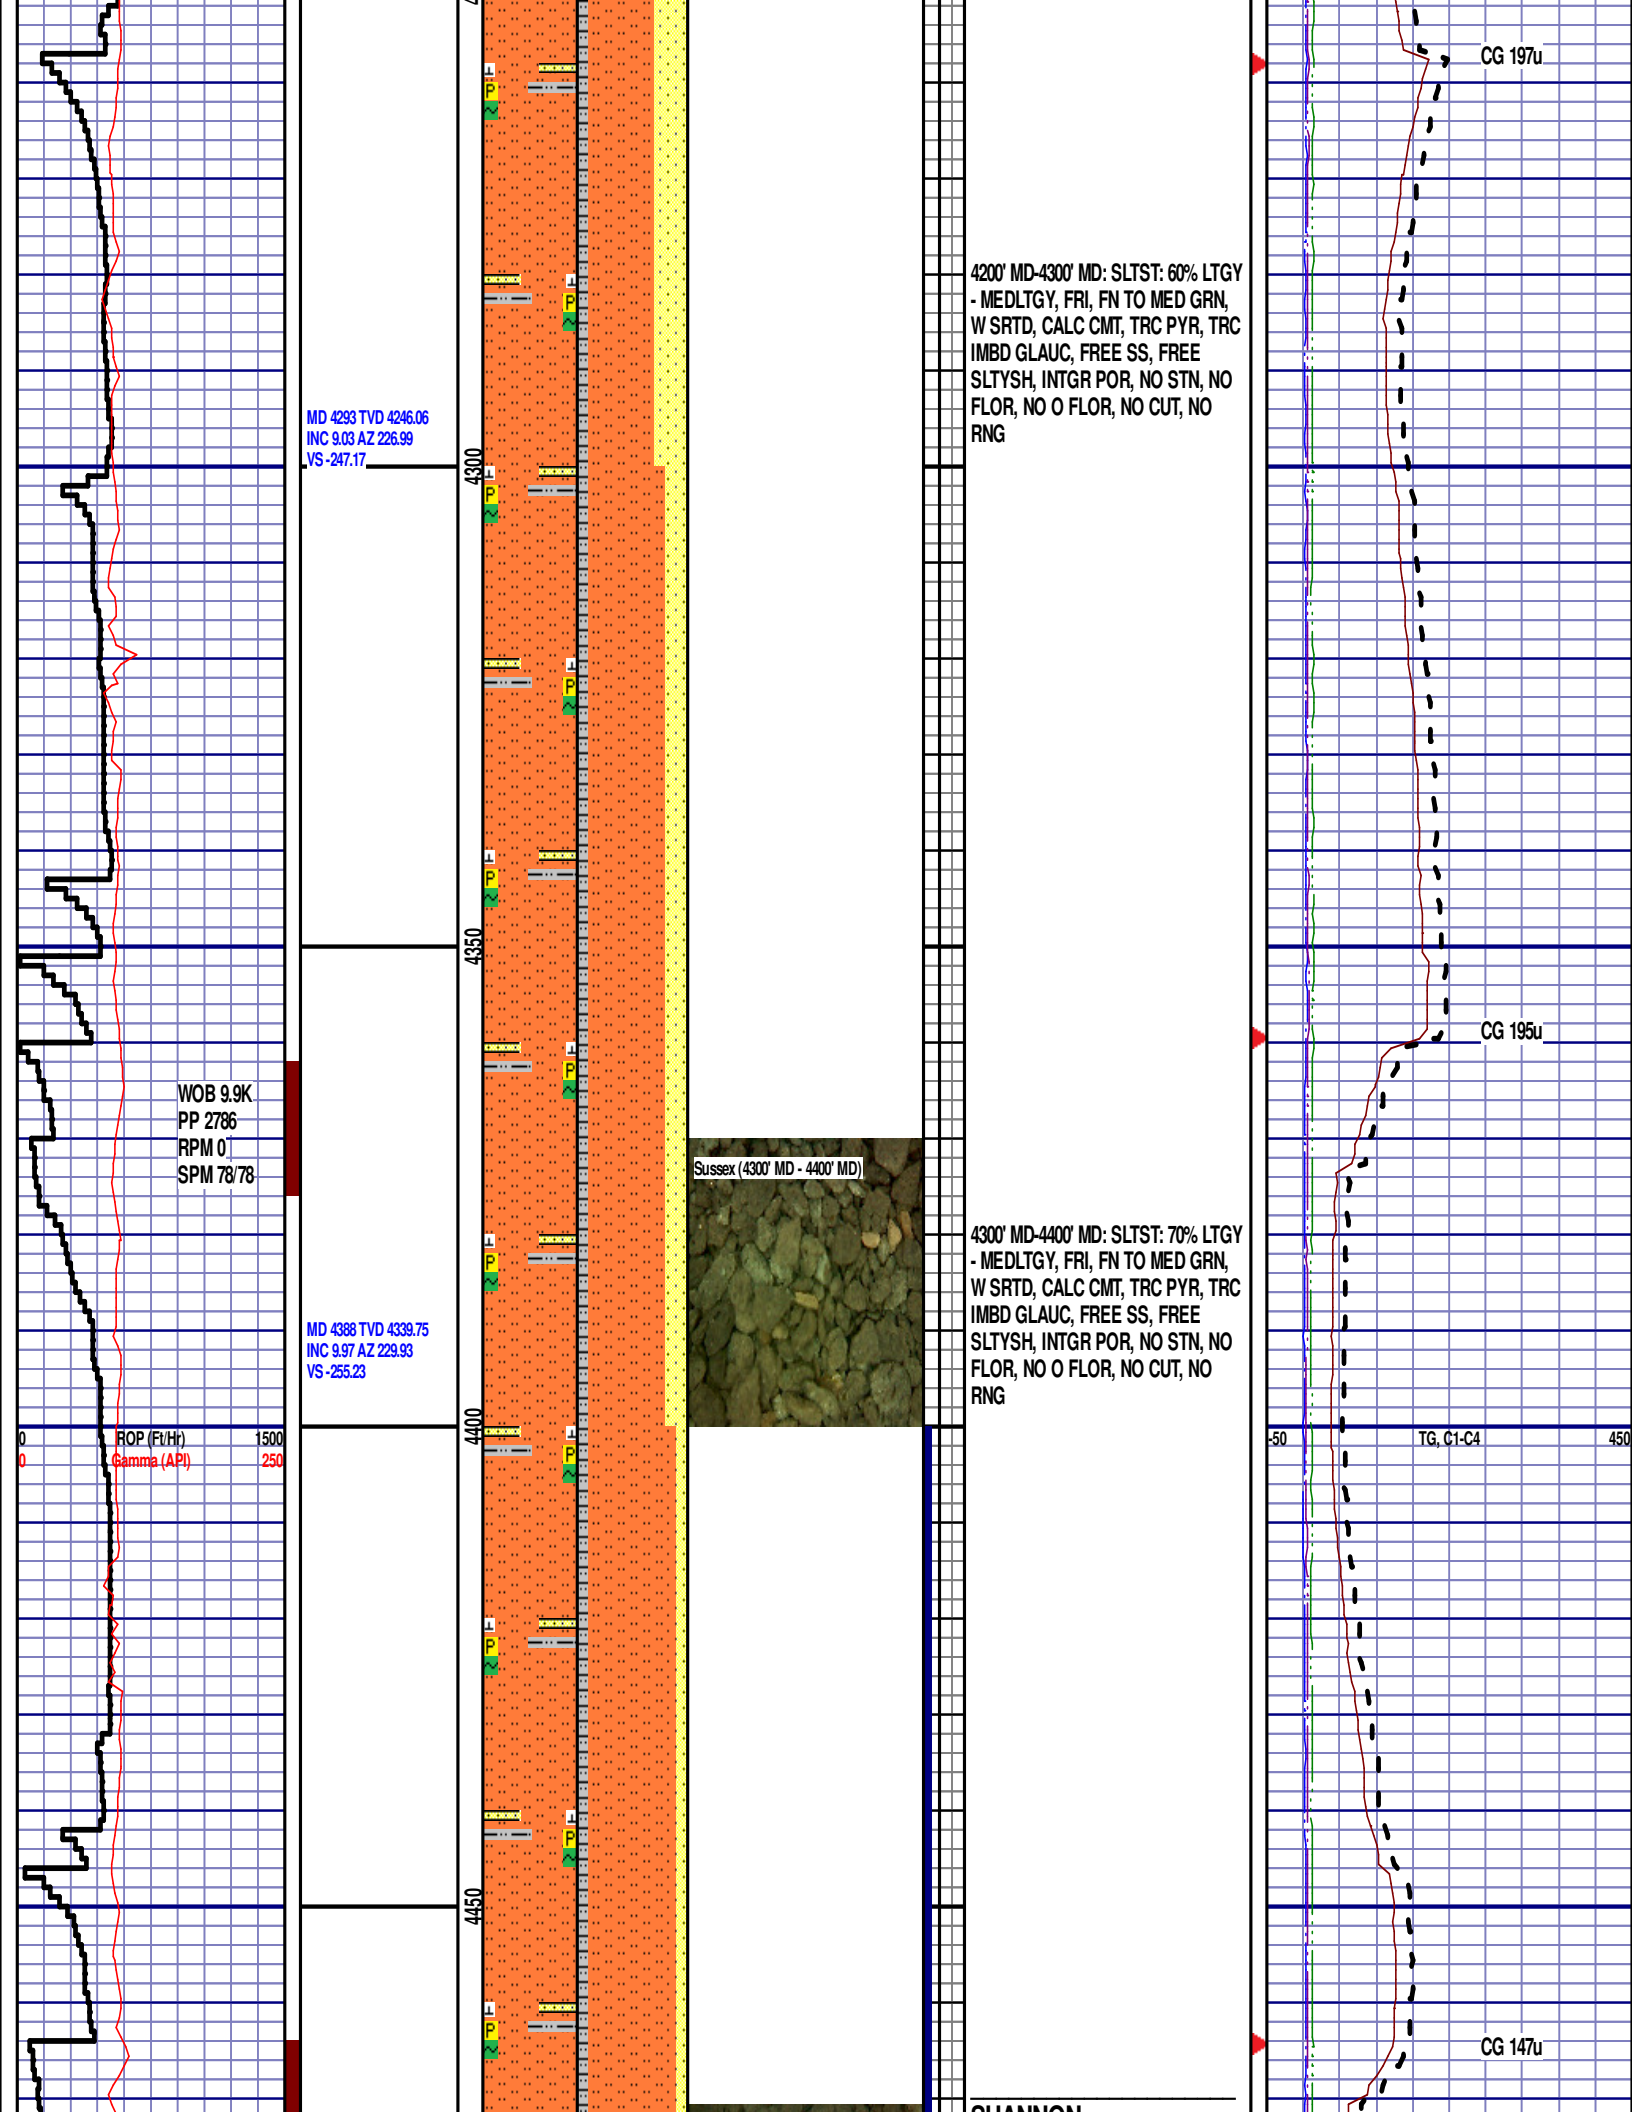 CG 197u
4200' MD-4300' MD: SLTST: 60% LTGY
- MEDLTGY, FRI, FN TO MED GRN,
W SRTD, CALC CMT, TRC PYR, TRC
IMBD GLAUC, FREE SS, FREE
SLTYSH, INTGR POR, NO STN, NO
FLOR, NO O FLOR, NO CUT, NO
RNG
MD 4293 TVD 4246.06
INC 9.03 AZ 226.99
VS -247.17
4300
P
P
P
P
P
P
P
P
P
P
P
4350
CG 195u
WOB 9.9K
PP 2786
RPM 0
SPM 78/78
Sussex (4300' MD - 4400' MD)
4300' MD-4400' MD: SLTST: 70% LTGY
- MEDLTGY, FRI, FN TO MED GRN,
W SRTD, CALC CMT, TRC PYR, TRC
IMBD GLAUC, FREE SS, FREE
SLTYSH, INTGR POR, NO STN, NO
FLOR, NO O FLOR, NO CUT, NO
RNG
MD 4388 TVD 4339.75
INC 9.97 AZ 229.93
VS -255.23
4400
0 ROP (Ft/Hr) 1500
0 Gamma (API) 250
-50 TG, C1-C4 450
4450
CG 147u
SHANNON